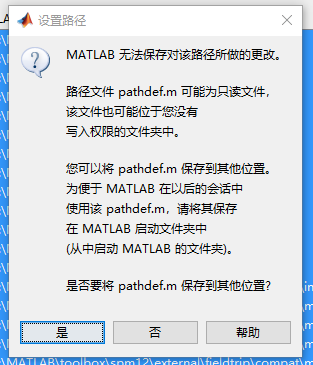 设置路径
MATLAB 无法保存对该路径所做的更改。
路径文件 pathdef.m 可能为只读文件，
该文件也可能位于您没有
写入权限的文件夹中。
您可以将 pathdef.m 保存到其他位置。
为便于 MATLAB 在以后的会话中
使用该 pathdef.m，请将其保存
在 MATLAB 启动文件夹中
(从中启动 MATLAB 的文件夹)。
是否要将 pathdef.m 保存到其他位置?
是
否
帮助
\MATLAB\toolbox\spm12\external\fieldtrip\compat\m